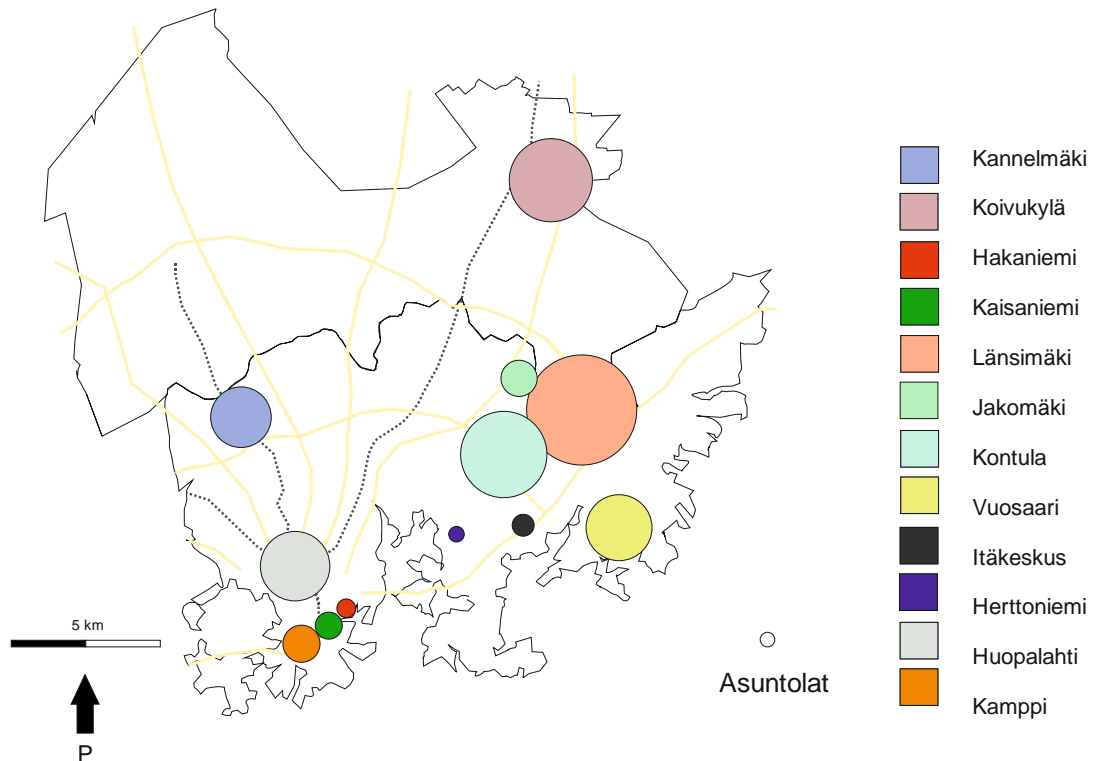 Kannelmäki
Koivukylä
Hakaniemi
Kaisaniemi
Länsimäki
Jakomäki
Kontula
Vuosaari
Itäkeskus
Herttoniemi
Huopalahti
Kamppi
5 km
P
Asuntolat